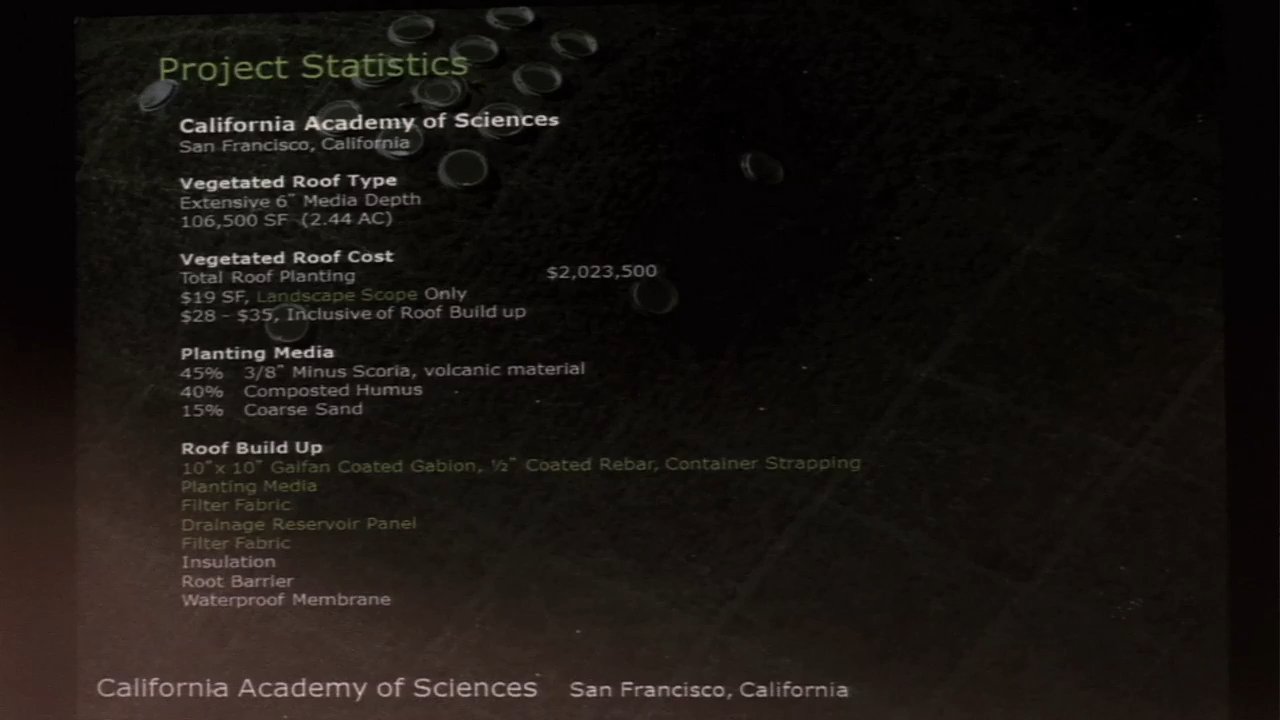 Project Statistics
California Academy of Sciences
San Francisco, California
Vegetated Roof Type
Extensive 6" Media Depth
106,500 SF (2.44 AC)
Vegetated Roof Cost
Total Roof Planting $2,023,500
$19 SF, Landscape Scope Only
$28 - $35, Inclusive of Roof Build up
Planting Media
45% 3/8" Minus Scoria, volcanic material
40% Composted Humus
15% Coarse Sand
Roof Build Up
10"x 10" Galfan Coated Gabion, ½" Coated Rebar, Container Strapping
Planting Media
Filter Fabric
Drainage Reservoir Panel
Filter Fabric
Insulation
Root Barrier
Waterproof Membrane
California Academy of Sciences San Francisco, California